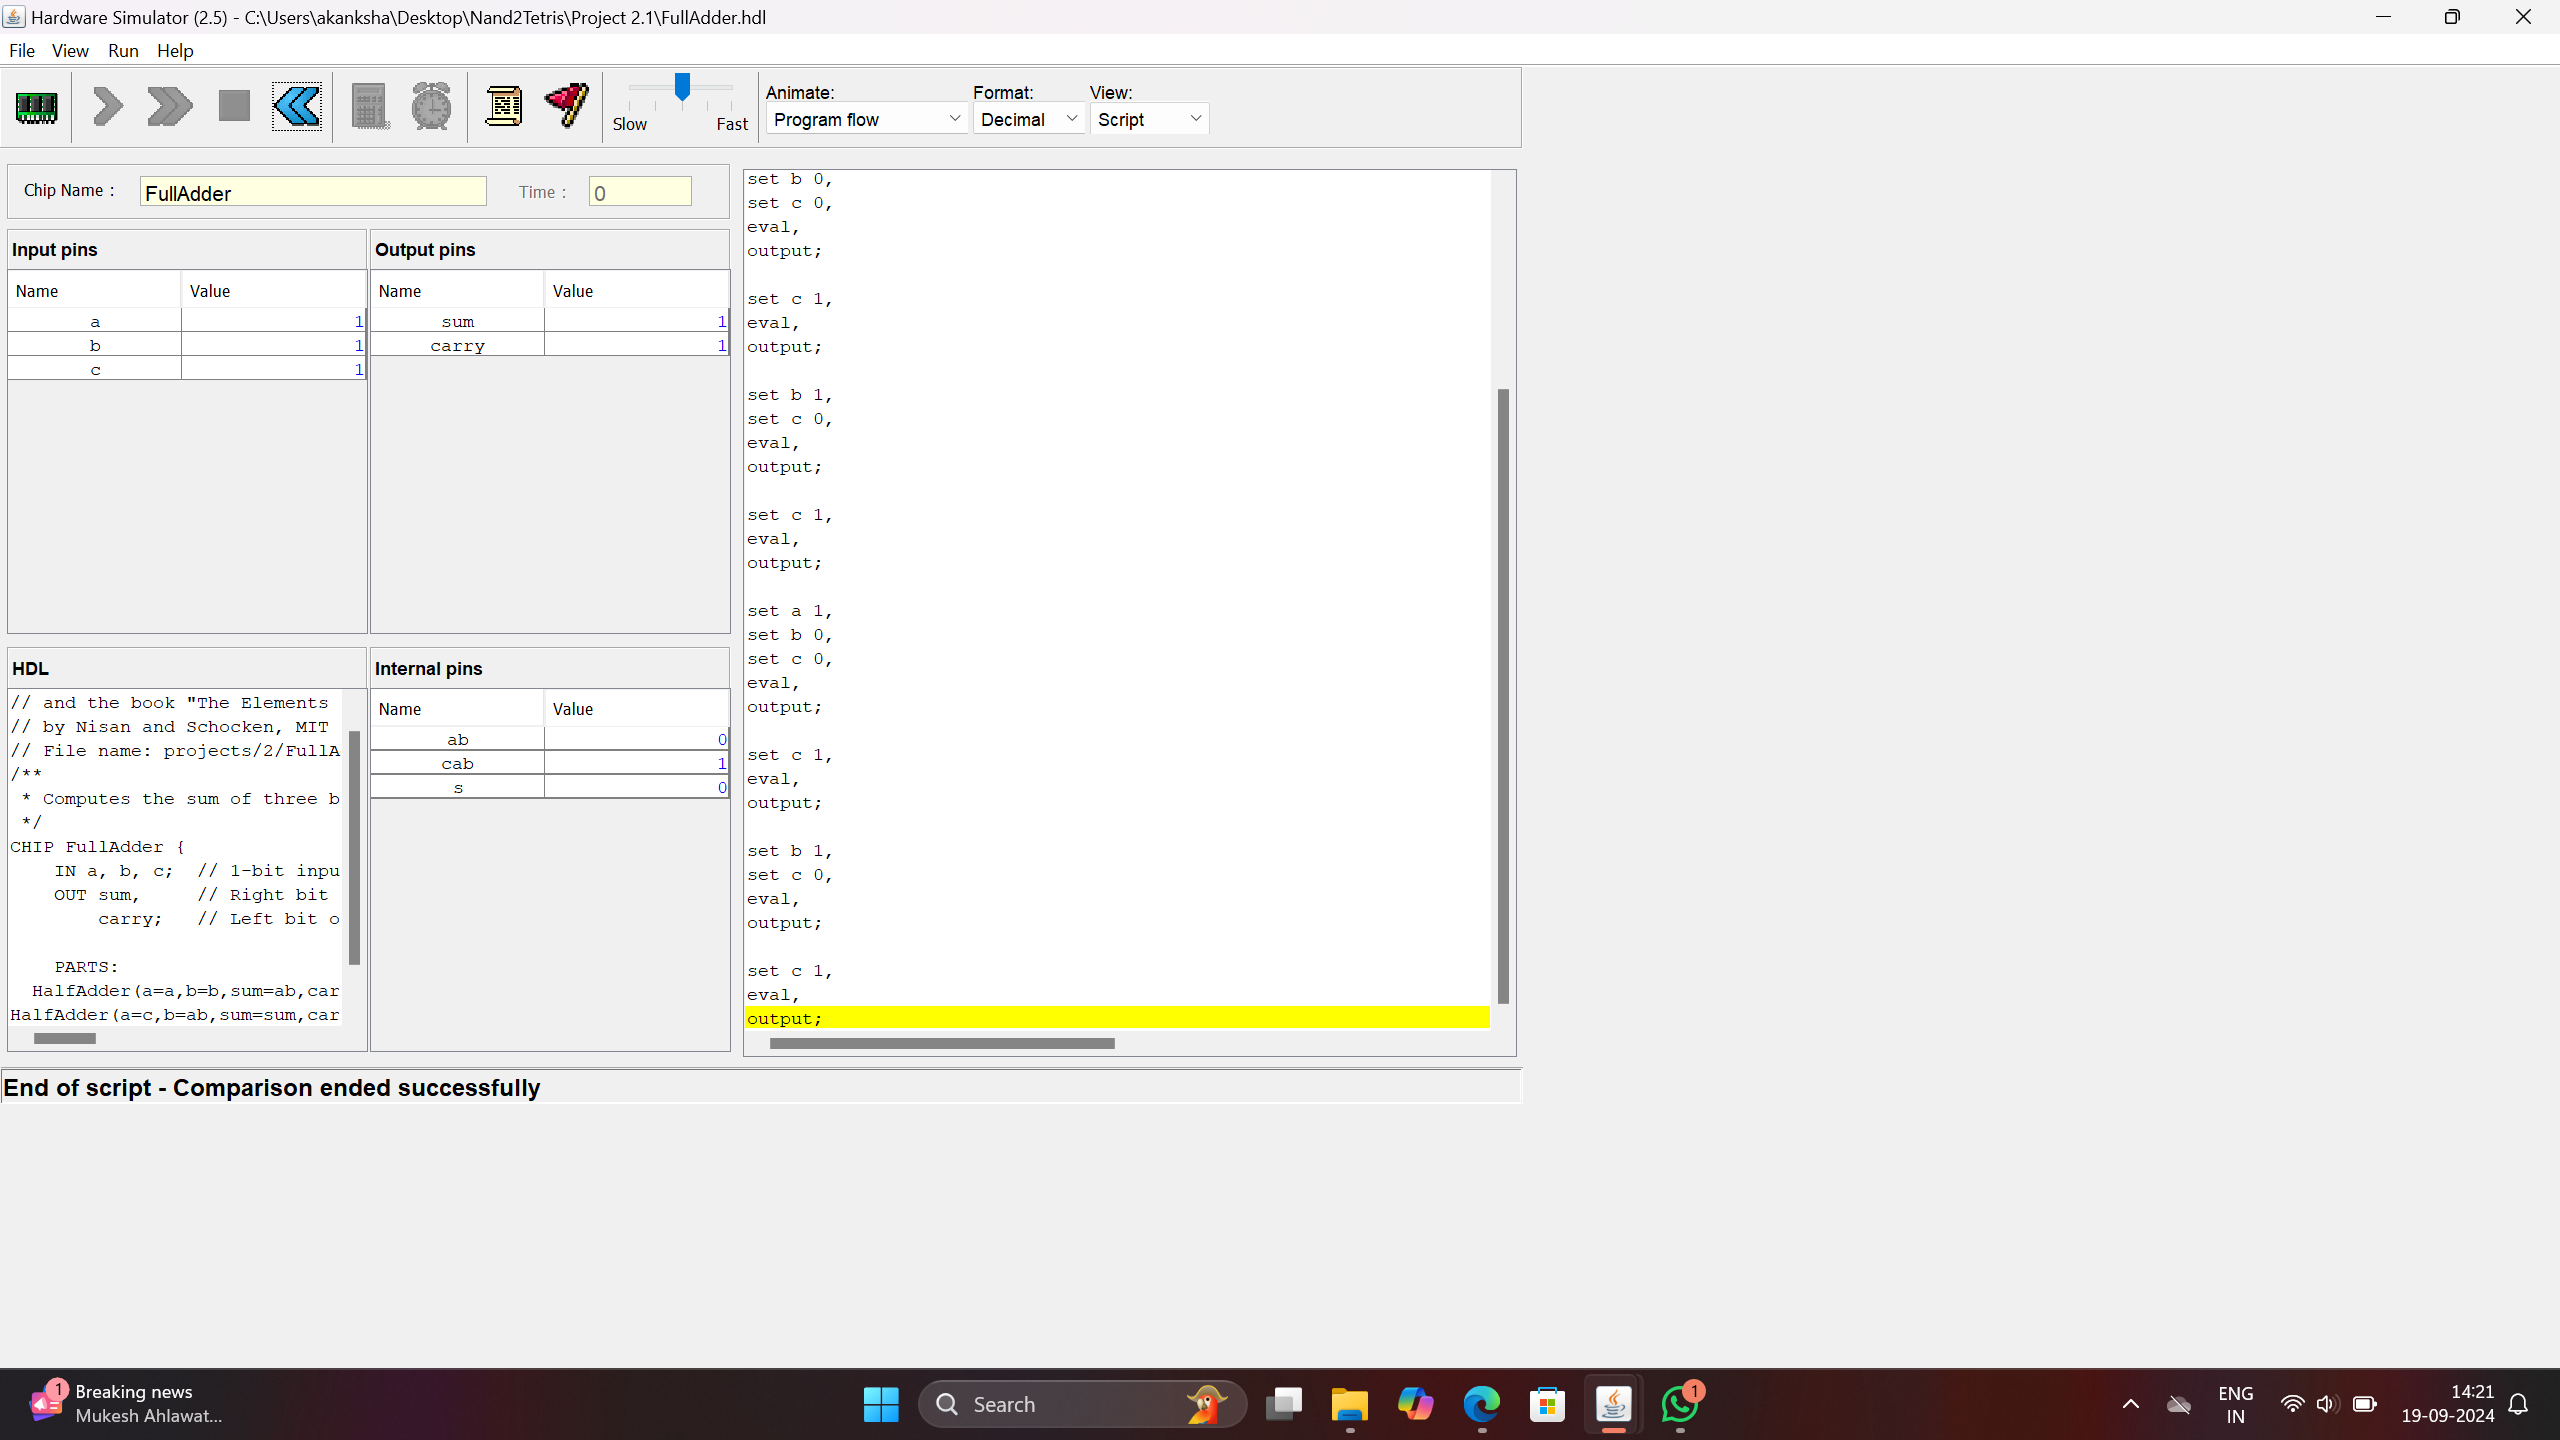 Hardware Simulator (2.5) - C:\Users\akanksha\Desktop\Nand2Tetris\Project 2.1\FullAdder.hdl
File View Run Help
Slow Fast
Animate: Format: View:
Program flow Decimal Script
Chip Name : FullAdder Time : 0
Input pins
Name Value
a 1
b 1
c 1
Output pins
Name Value
sum 1
carry 1
HDL
// and the book "The Elements
// by Nisan and Schocken, MIT
// File name: projects/2/FullA
/**
* Computes the sum of three b
*/
CHIP FullAdder {
IN a, b, c; // 1-bit inpu
OUT sum, // Right bit
carry; // Left bit o
PARTS:
HalfAdder(a=a,b=b,sum=ab,car
HalfAdder(a=c,b=ab,sum=sum,car
Internal pins
Name Value
ab 0
cab 1
s 0
set b 0,
set c 0,
eval,
output;
set c 1,
eval,
output;
set b 1,
set c 0,
eval,
output;
set c 1,
eval,
output;
set a 1,
set b 0,
set c 0,
eval,
output;
set c 1,
eval,
output;
set b 1,
set c 0,
eval,
output;
set c 1,
eval,
output;
End of script - Comparison ended successfully
1
Breaking news
Mukesh Ahlawat...
Search
1
ENG
IN
14:21
19-09-2024